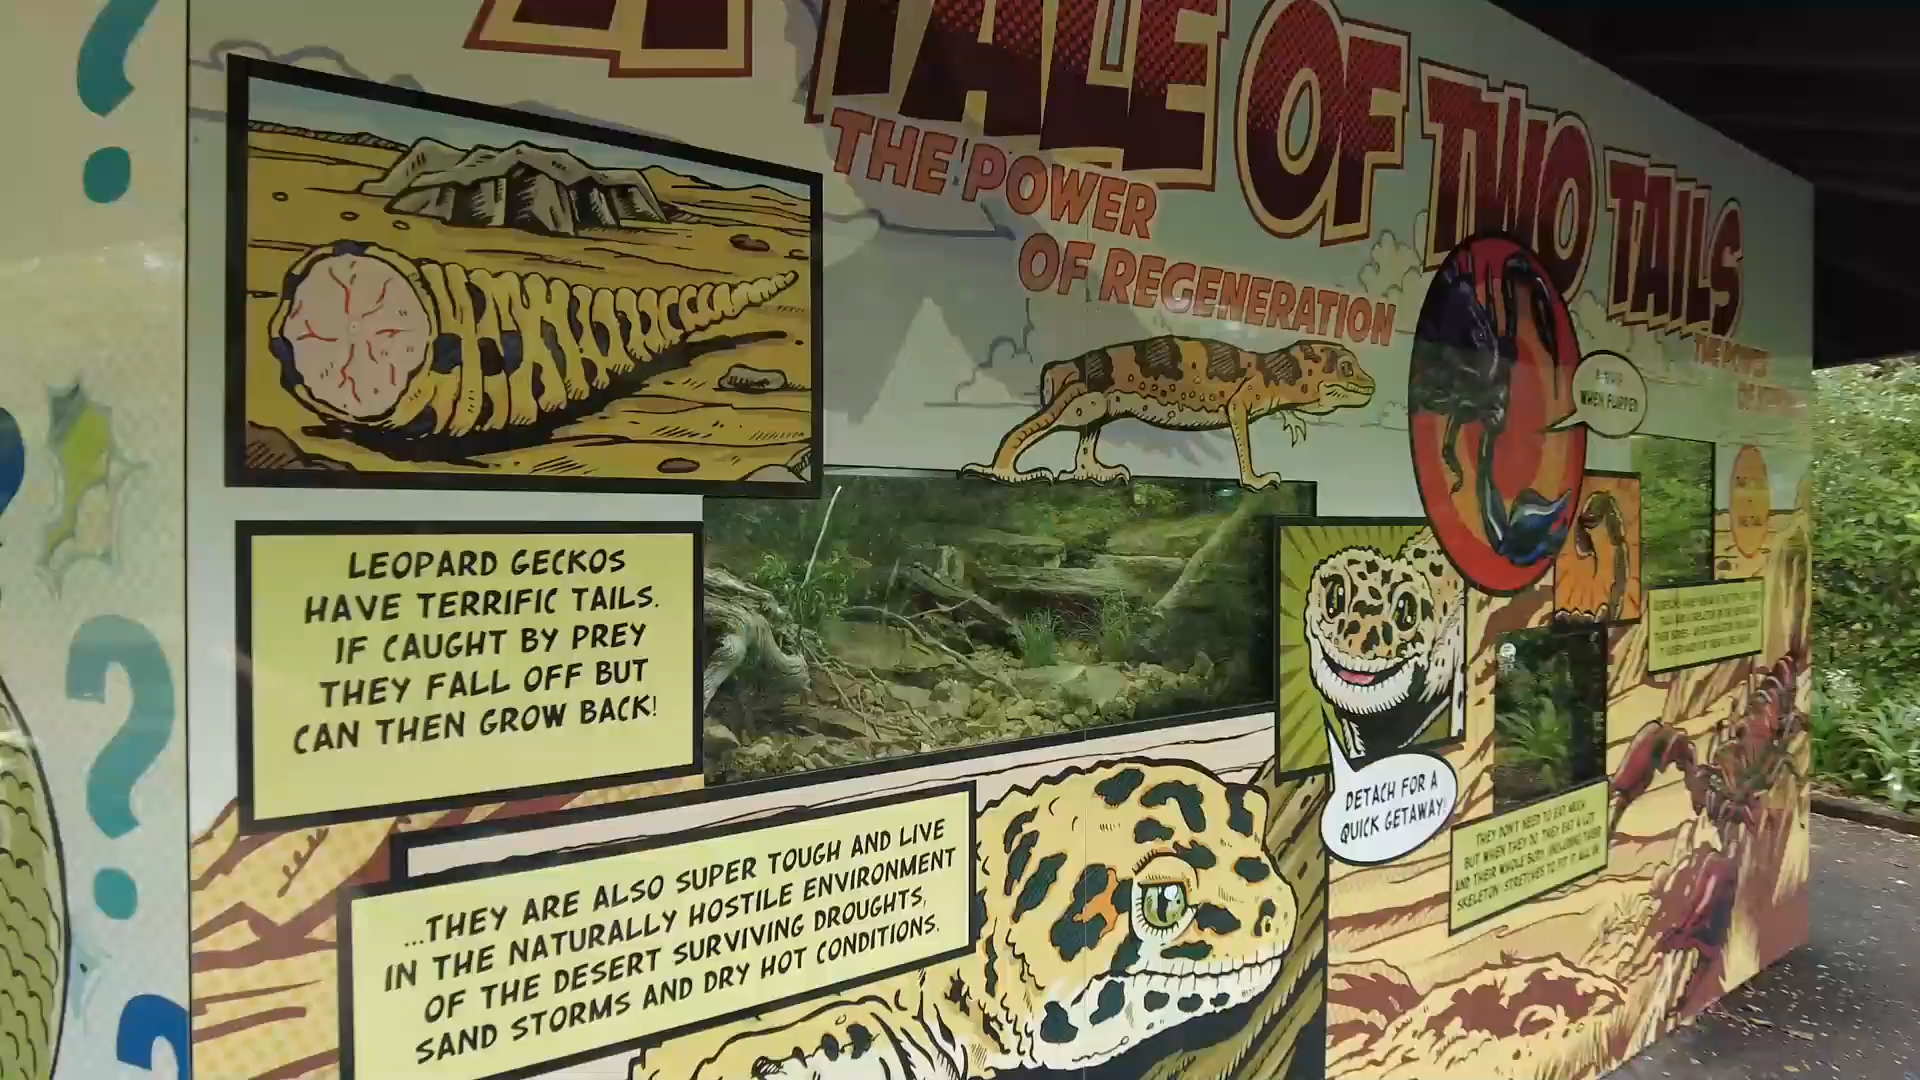 A TALE OF TWO TAILS
THE POWER
OF REGENERATION
LEOPARD GECKOS
HAVE TERRIFIC TAILS.
IF CAUGHT BY PREY
THEY FALL OFF BUT
CAN THEN GROW BACK!
...THEY ARE ALSO SUPER TOUGH AND LIVE
IN THE NATURALLY HOSTILE ENVIRONMENT
OF THE DESERT SURVIVING DROUGHTS,
SAND STORMS AND DRY HOT CONDITIONS.
DETACH FOR A
QUICK GETAWAY!
WHEN FLIPPED
THEY DON'T NEED TO EAT MUCH
BUT WHEN THEY DO THEY EAT A LOT
AND THEIR WHOLE BODY (INCLUDING THEIR
SKELETON) STRETCHES TO FIT IT ALL IN